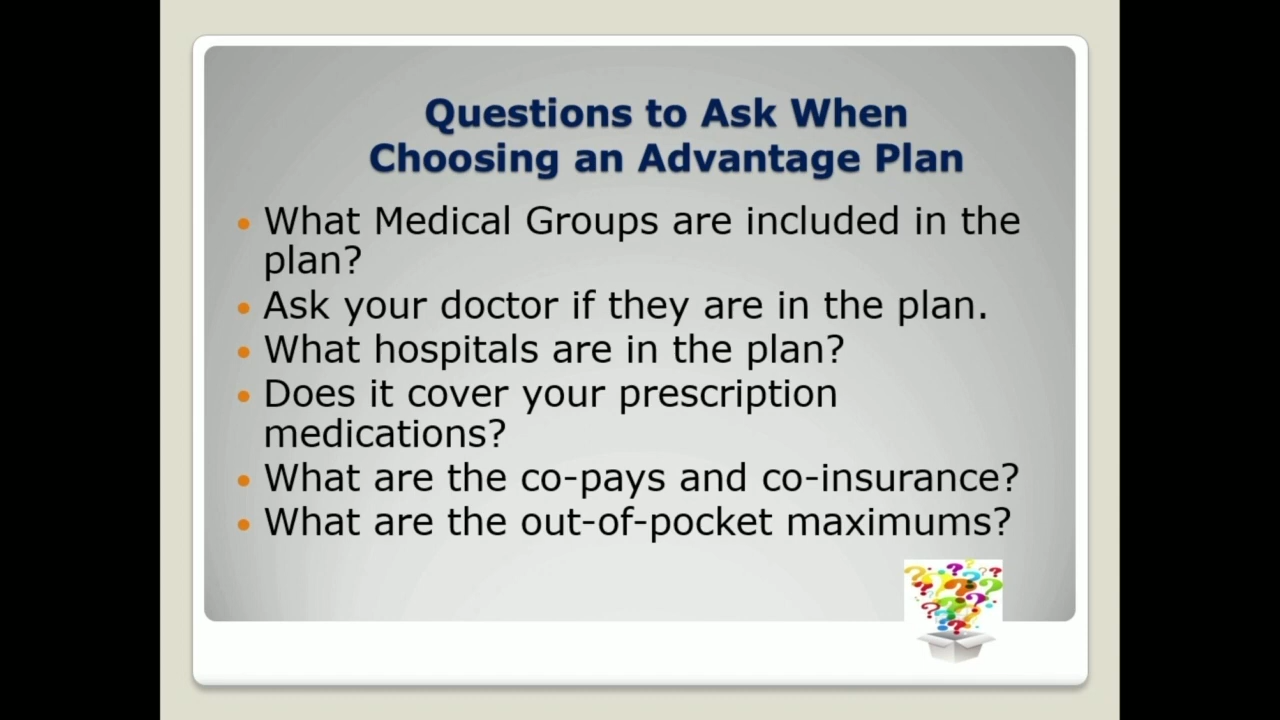 Questions to Ask When
Choosing an Advantage Plan
• What Medical Groups are included in the
plan?
• Ask your doctor if they are in the plan.
• What hospitals are in the plan?
• Does it cover your prescription
medications?
• What are the co-pays and co-insurance?
• What are the out-of-pocket maximums?